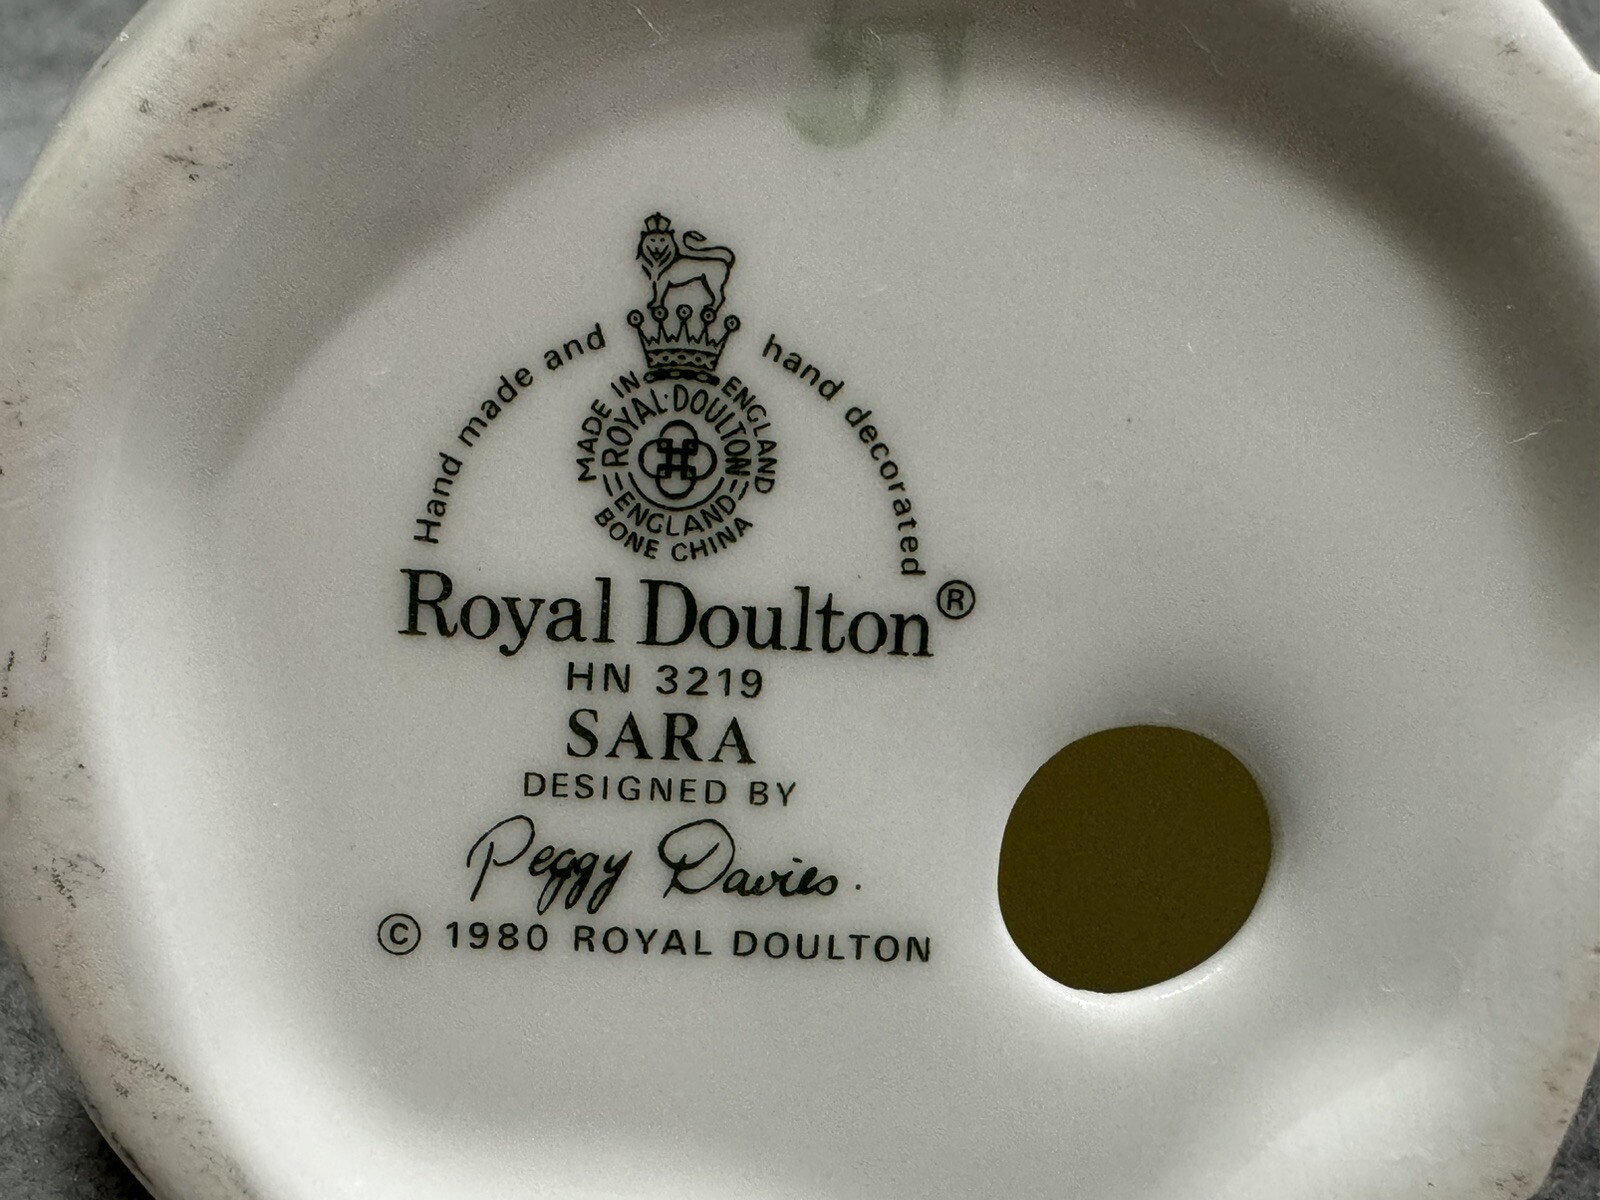 51
Hand made and hand decorated
MADE IN ENGLAND
ROYAL·DOULTON
ENGLAND
BONE CHINA
Royal Doulton®
HN 3219
SARA
DESIGNED BY
Peggy Davies.
© 1980 ROYAL DOULTON